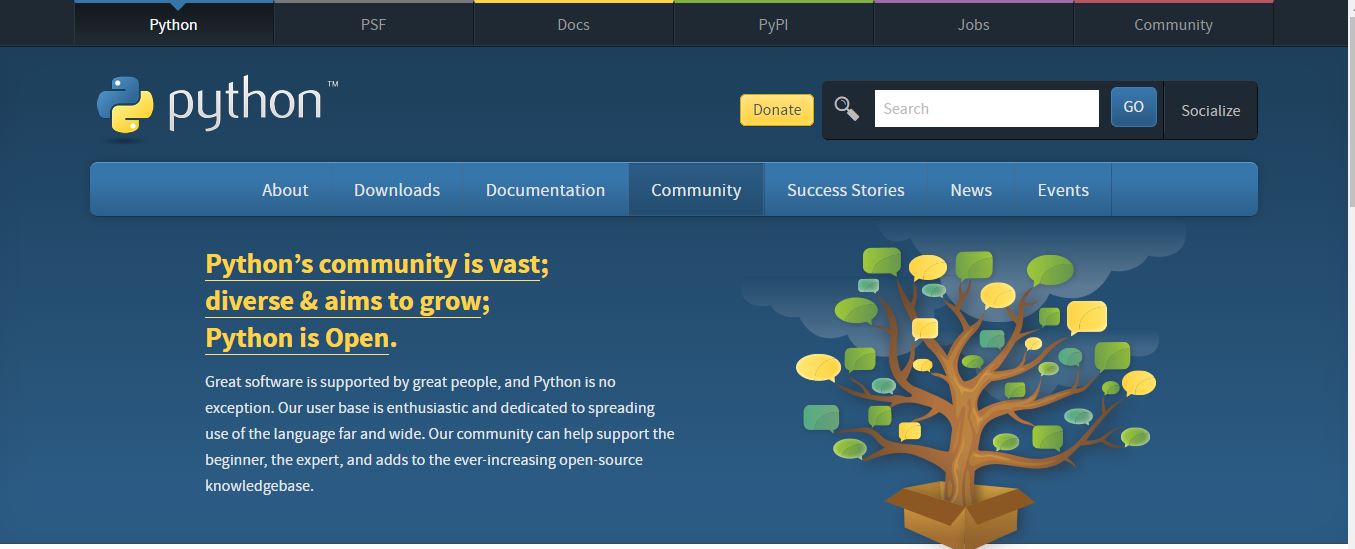 Python PSF Docs PyPI Jobs Community
python™
Donate Search GO Socialize
About Downloads Documentation Community Success Stories News Events
Python’s community is vast;
diverse & aims to grow;
Python is Open.
Great software is supported by great people, and Python is no
exception. Our user base is enthusiastic and dedicated to spreading
use of the language far and wide. Our community can help support the
beginner, the expert, and adds to the ever-increasing open-source
knowledgebase.